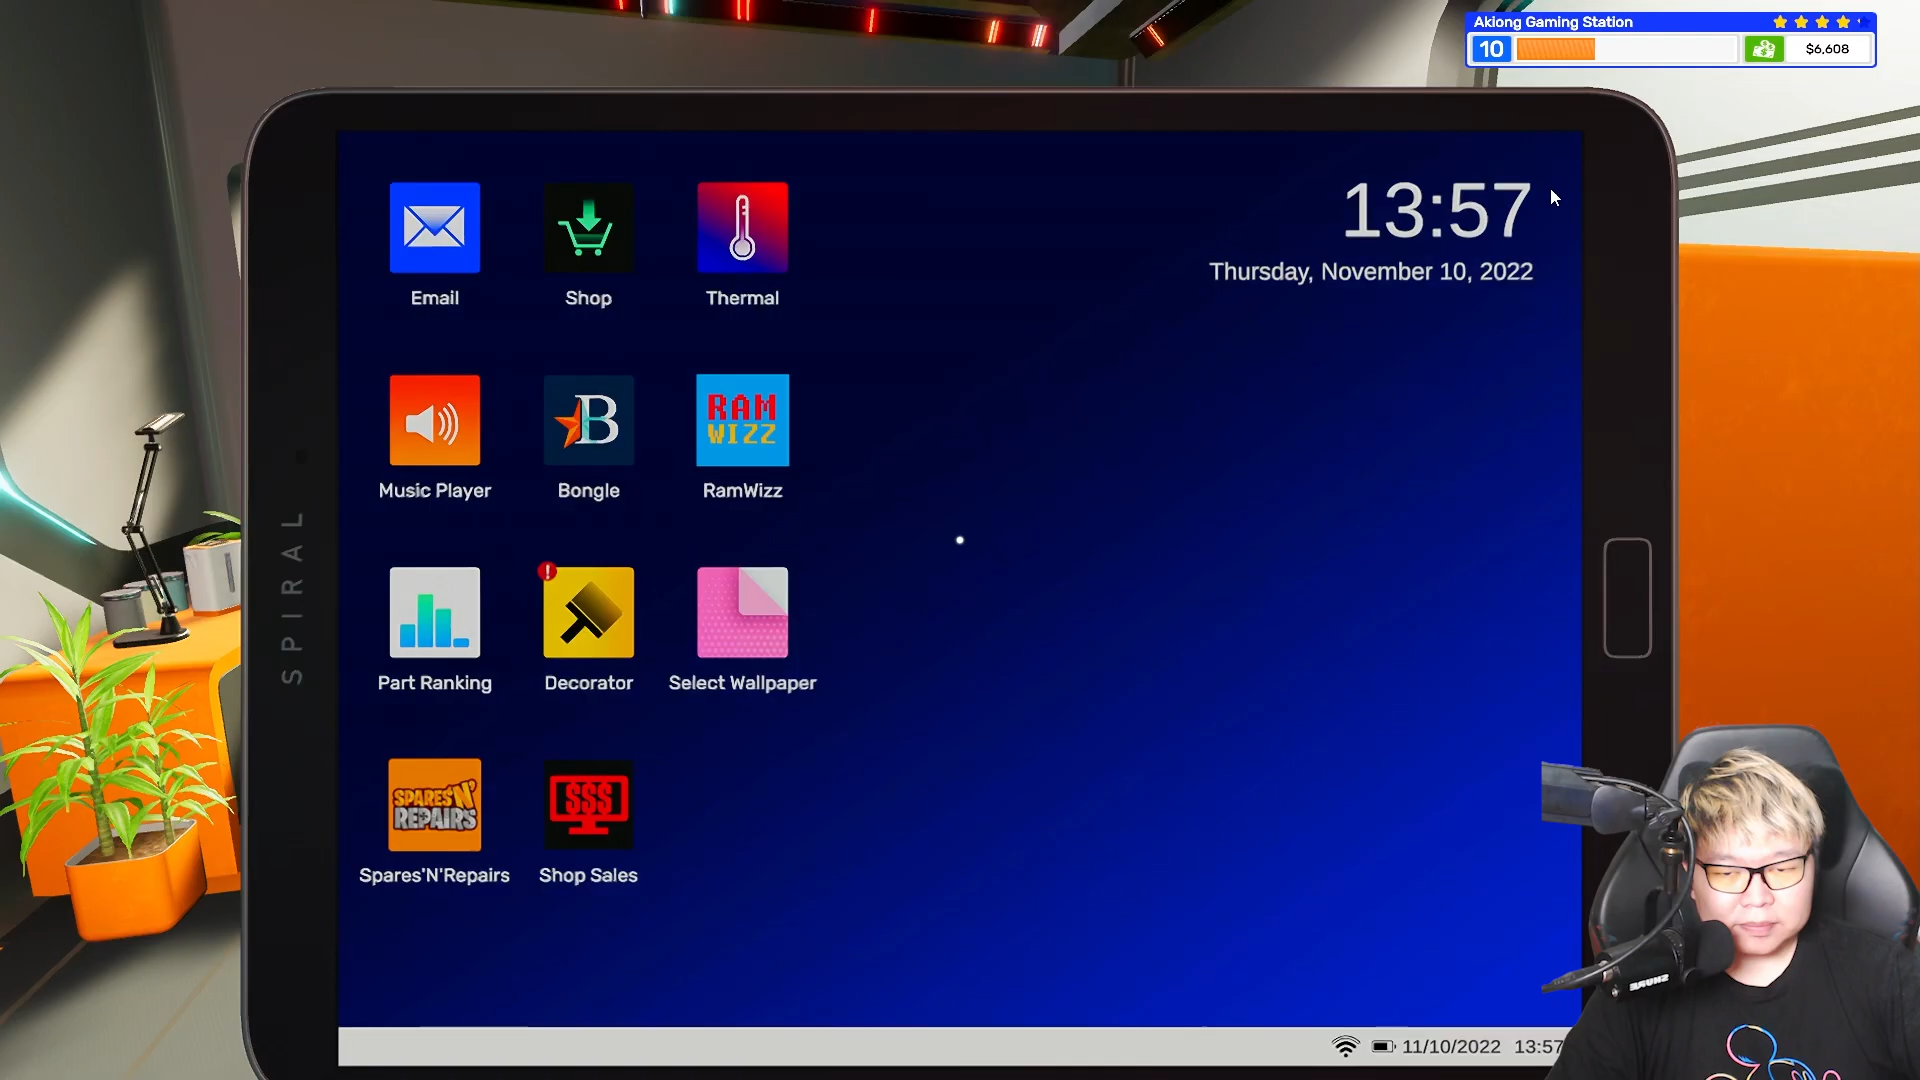 Akiong Gaming Station
10
$6,608
13:57
Thursday, November 10, 2022
Email
Shop
Thermal
B
RAM
WIZZ
Music Player
Bongle
RamWizz
SPIRAL
!
Part Ranking
Decorator
Select Wallpaper
SPARES'N'
REPAIRS
$$$
Spares'N'Repairs
Shop Sales
SHURE
11/10/2022 13:57